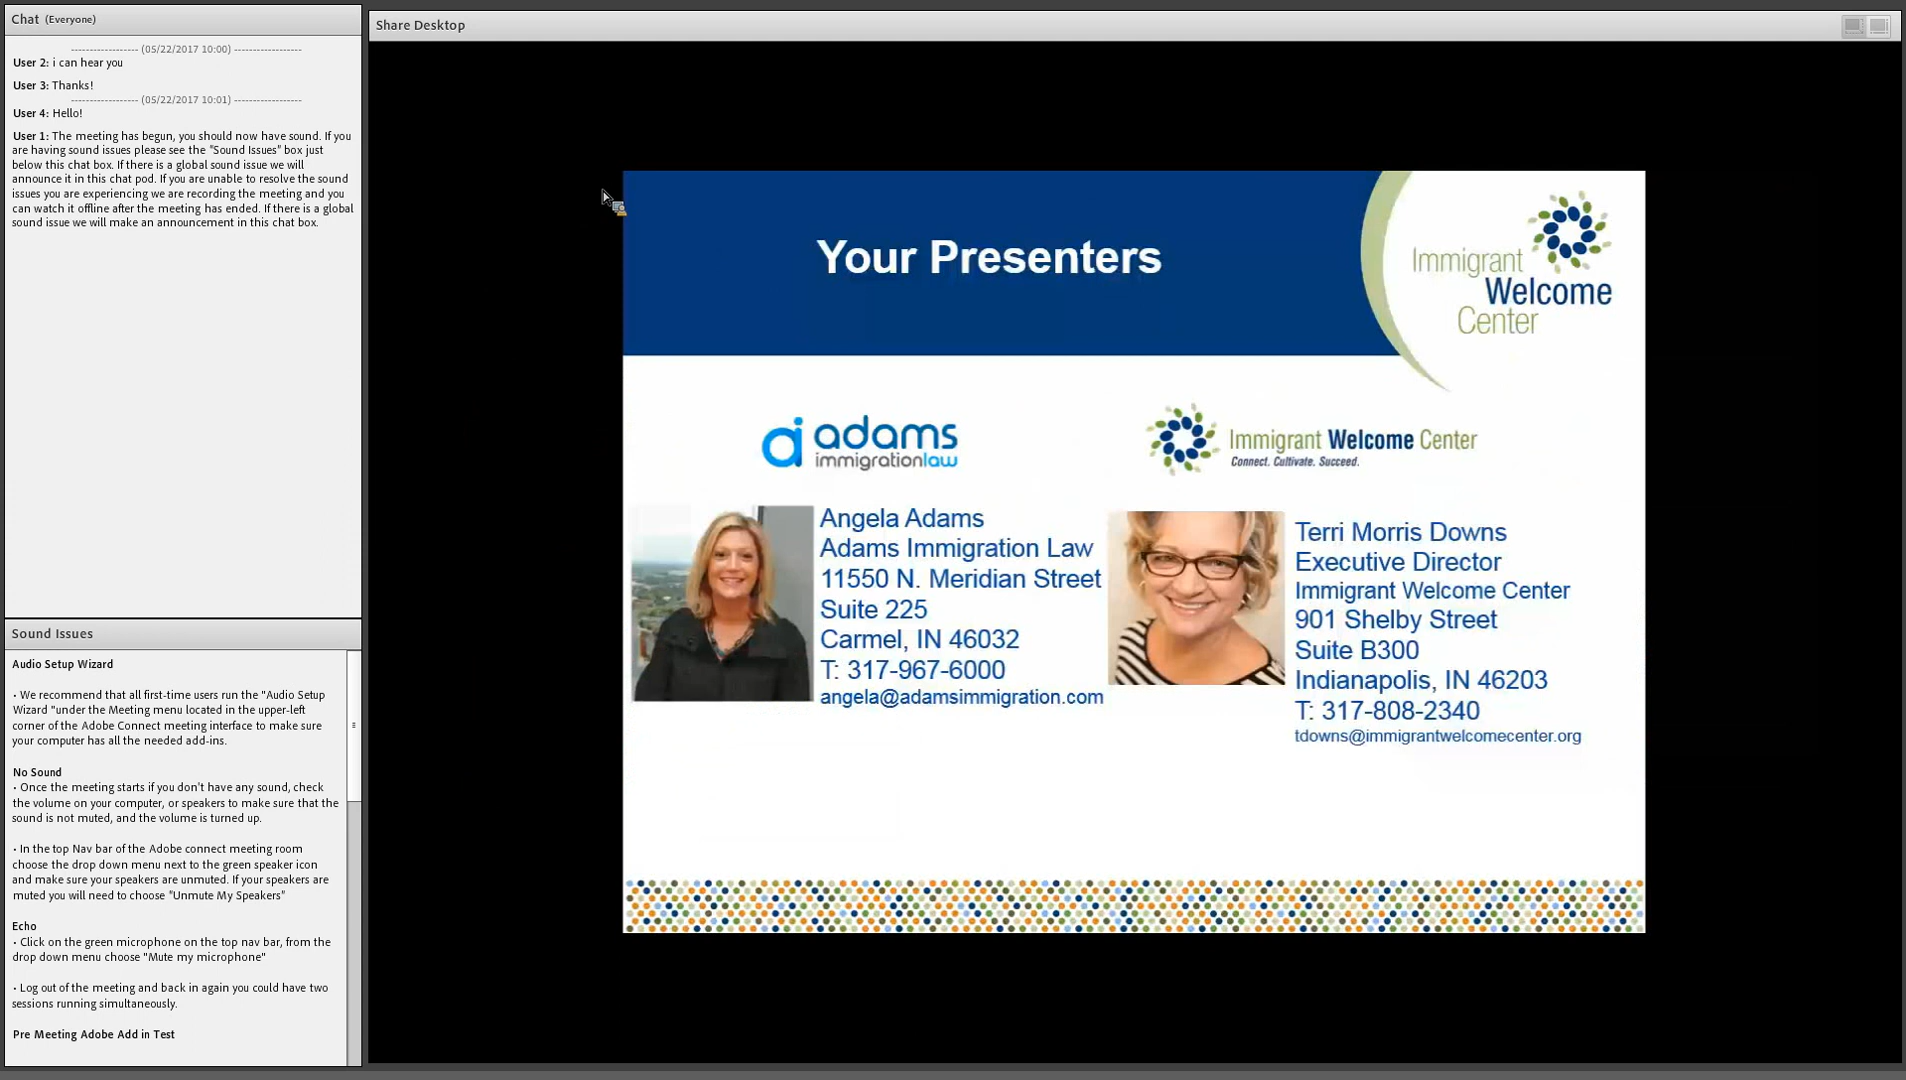 Chat (Everyone)
------------------ (05/22/2017 10:00) ------------------
User 2: i can hear you
User 3: Thanks!
------------------ (05/22/2017 10:01) ------------------
User 4: Hello!
User 1: The meeting has begun, you should now have sound. If you
are having sound issues please see the "Sound Issues" box just
below this chat box. If there is a global sound issue we will
announce it in this chat pod. If you are unable to resolve the sound
issues you are experiencing we are recording the meeting and you
can watch it offline after the meeting has ended. If there is a global
sound issue we will make an announcement in this chat box.
Sound Issues
Audio Setup Wizard
• We recommend that all first-time users run the "Audio Setup
Wizard "under the Meeting menu located in the upper-left
corner of the Adobe Connect meeting interface to make sure
your computer has all the needed add-ins.
No Sound
• Once the meeting starts if you don't have any sound, check
the volume on your computer, or speakers to make sure that the
sound is not muted, and the volume is turned up.
• In the top Nav bar of the Adobe connect meeting room
choose the drop down menu next to the green speaker icon
and make sure your speakers are unmuted. If your speakers are
muted you will need to choose "Unmute My Speakers"
Echo
• Click on the green microphone on the top nav bar, from the
drop down menu choose "Mute my microphone"
• Log out of the meeting and back in again you could have two
sessions running simultaneously.
Pre Meeting Adobe Add in Test
Share Desktop
Your Presenters
Immigrant
Welcome
Center
adams
immigrationlaw
Immigrant Welcome Center
Connect. Cultivate. Succeed.
Angela Adams
Adams Immigration Law
11550 N. Meridian Street
Suite 225
Carmel, IN 46032
T: 317-967-6000
angela@adamsimmigration.com
Terri Morris Downs
Executive Director
Immigrant Welcome Center
901 Shelby Street
Suite B300
Indianapolis, IN 46203
T: 317-808-2340
tdowns@immigrantwelcomecenter.org